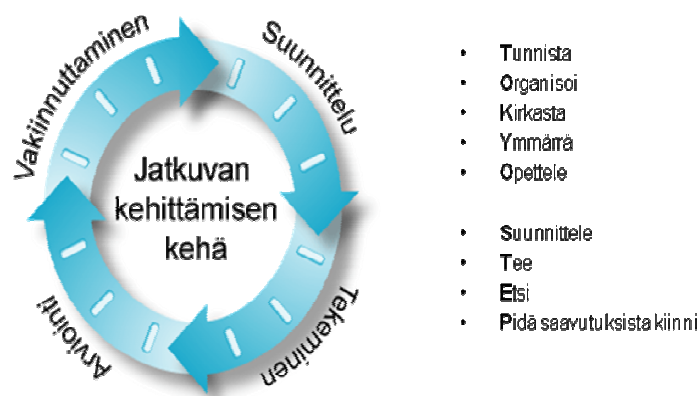 Vakiinnuttaminen
Suunnittelu
Jatkuvan
kehittämisen
kehä
Arviointi
Tekeminen
• Tunnista
• Organisoi
• Kirkasta
• Ymmärrä
• Opettele
• Suunnittele
• Tee
• Etsi
• Pidä saavutuksista kiinni